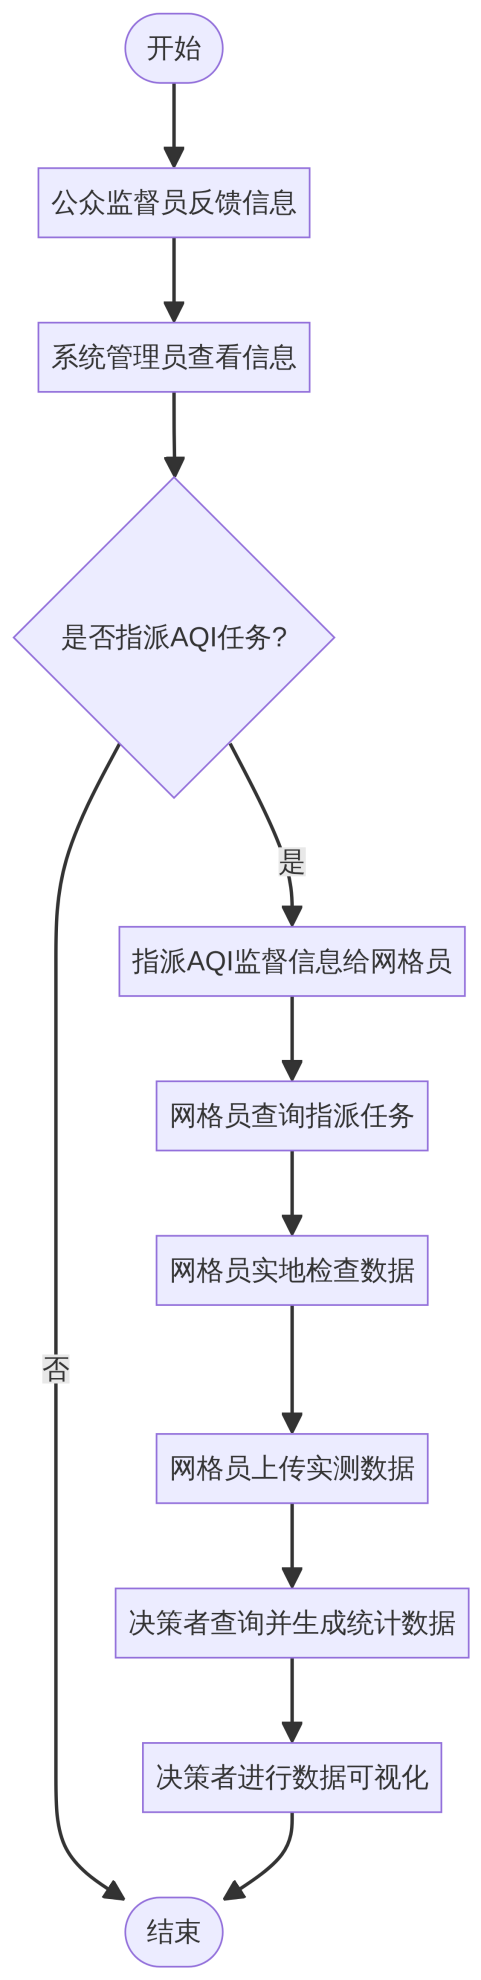 开始
公众监督员反馈信息
系统管理员查看信息
是否指派AQI任务?
是
指派AQI监督信息给网格员
网格员查询指派任务
网格员实地检查数据
否
网格员上传实测数据
决策者查询并生成统计数据
决策者进行数据可视化
结束